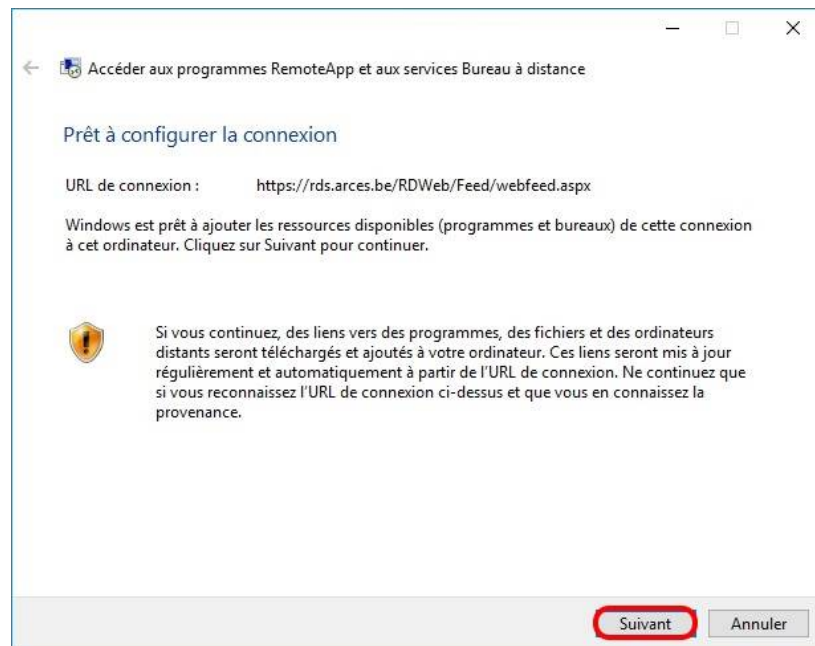 Accéder aux programmes RemoteApp et aux services Bureau à distance
Prêt à configurer la connexion
URL de connexion : https://rds.arces.be/RDWeb/Feed/webfeed.aspx
Windows est prêt à ajouter les ressources disponibles (programmes et bureaux) de cette connexion
à cet ordinateur. Cliquez sur Suivant pour continuer.
Si vous continuez, des liens vers des programmes, des fichiers et des ordinateurs
distants seront téléchargés et ajoutés à votre ordinateur. Ces liens seront mis à jour
régulièrement et automatiquement à partir de l’URL de connexion. Ne continuez que
si vous reconnaissez l’URL de connexion ci-dessus et que vous en connaissez la
provenance.
Suivant Annuler